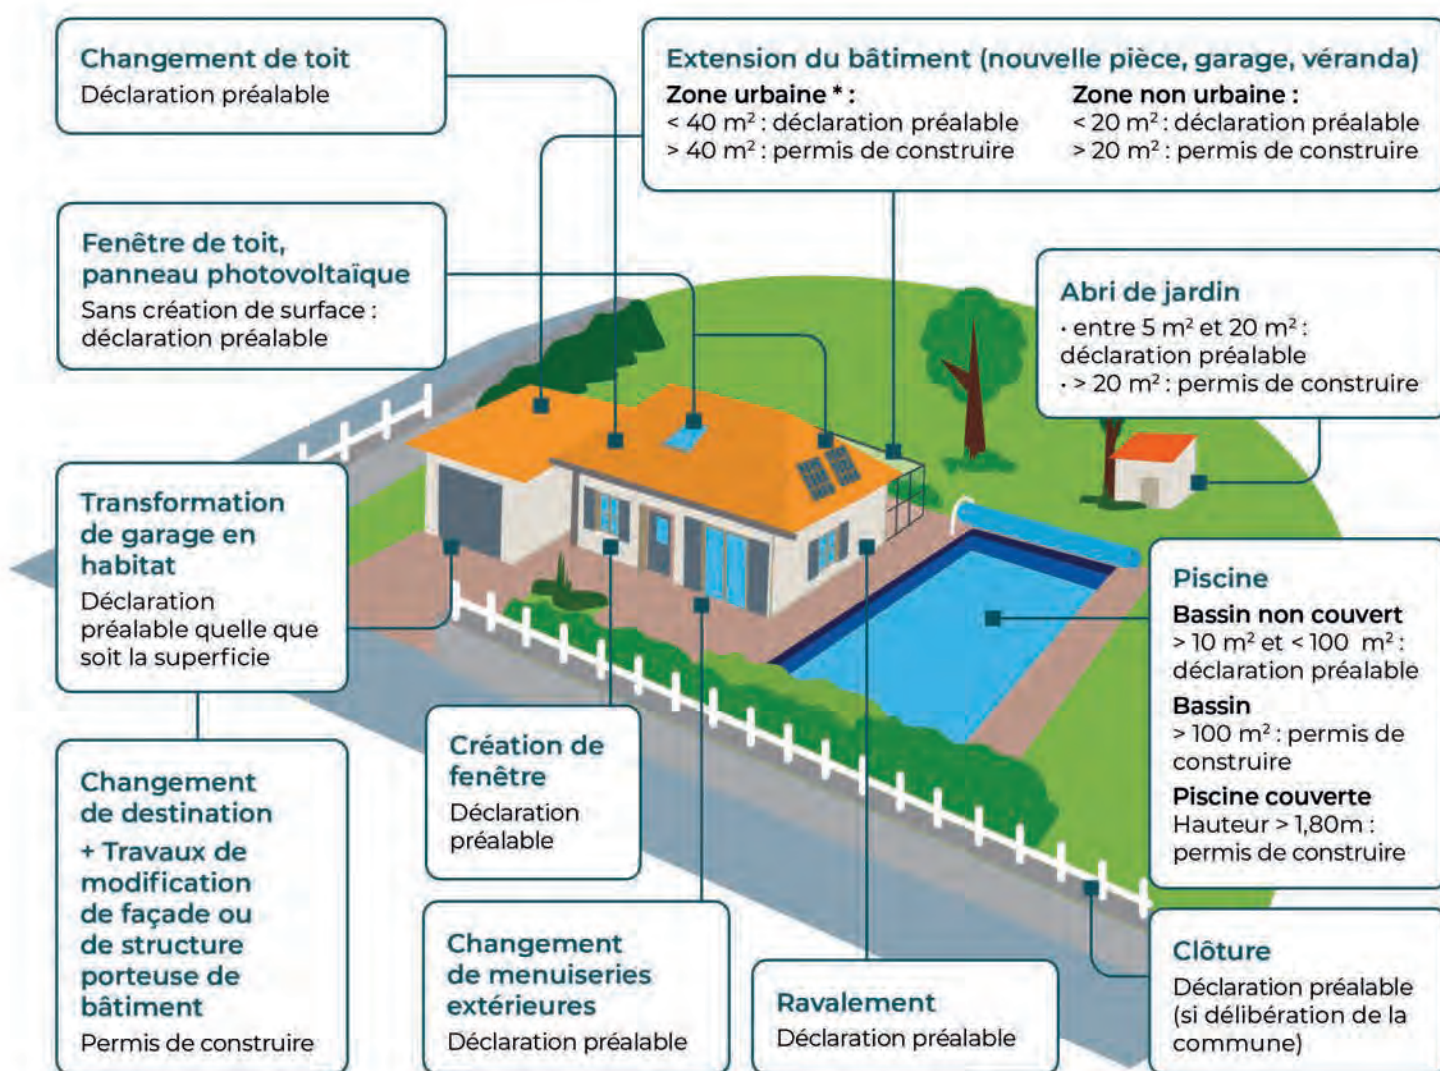 Changement de toit
Déclaration préalable
Extension du bâtiment (nouvelle pièce, garage, véranda)
Zone urbaine * :
< 40 m² : déclaration préalable
> 40 m² : permis de construire
Zone non urbaine :
< 20 m² : déclaration préalable
> 20 m² : permis de construire
Fenêtre de toit,
panneau photovoltaïque
Sans création de surface :
déclaration préalable
Abri de jardin
• entre 5 m² et 20 m² :
déclaration préalable
• > 20 m² : permis de construire
Transformation
de garage en
habitat
Déclaration
préalable quelle que
soit la superficie
Piscine
Bassin non couvert
> 10 m² et < 100 m² :
déclaration préalable
Bassin
> 100 m² : permis de
construire
Piscine couverte
Hauteur > 1,80m :
permis de construire
Changement
de destination
+ Travaux de
modification
de façade ou
de structure
porteuse de
bâtiment
Permis de construire
Création de
fenêtre
Déclaration
préalable
Changement
de menuiseries
extérieures
Déclaration préalable
Ravalement
Déclaration préalable
Clôture
Déclaration préalable
(si délibération de la
commune)